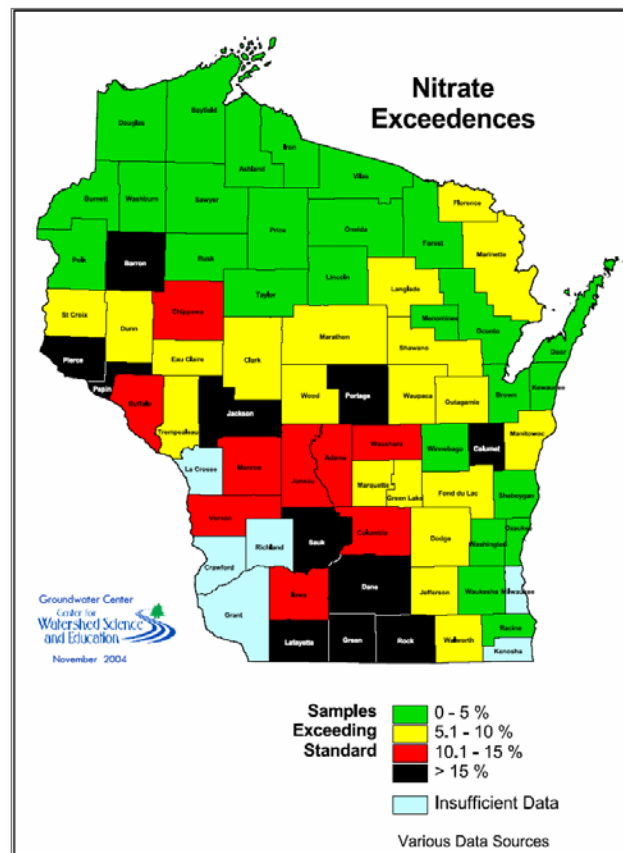 Nitrate
Exceedences
Douglas
Bayfield
Ashland
Iron
Vilas
Florence
Burnett
Washburn
Sawyer
Price
Oneida
Forest
Marinette
Polk
Barron
Rusk
Lincoln
Langlade
Taylor
Chippewa
Menominee
Oconto
Door
St Croix
Dunn
Marathon
Shawano
Pierce
Eau Claire
Clark
Pepin
Wood
Portage
Waupaca
Outagamie
Brown
Kewaunee
Buffalo
Jackson
Trempealeau
Manitowoc
Waushara
Winnebago
Calumet
La Crosse
Monroe
Juneau
Adams
Marquette
Green Lake
Fond du Lac
Sheboygan
Vernon
Columbia
Dodge
Richland
Sauk
Washington
Ozaukee
Crawford
Dane
Jefferson
Waukesha
Milwaukee
Iowa
Grant
Lafayette
Green
Rock
Walworth
Racine
Kenosha
Groundwater Center
Center for
Watershed Science
and Education
November 2004
Samples
Exceeding
Standard
0 - 5 %
5.1 - 10 %
10.1 - 15 %
> 15 %
Insufficient Data
Various Data Sources